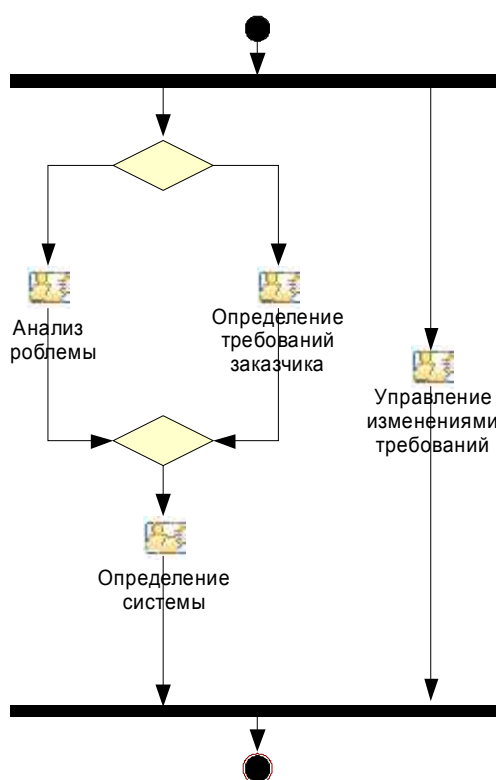 Анализ
роблемы
Определение
требований
заказчика
Управление
изменениями
требований
Определение
системы